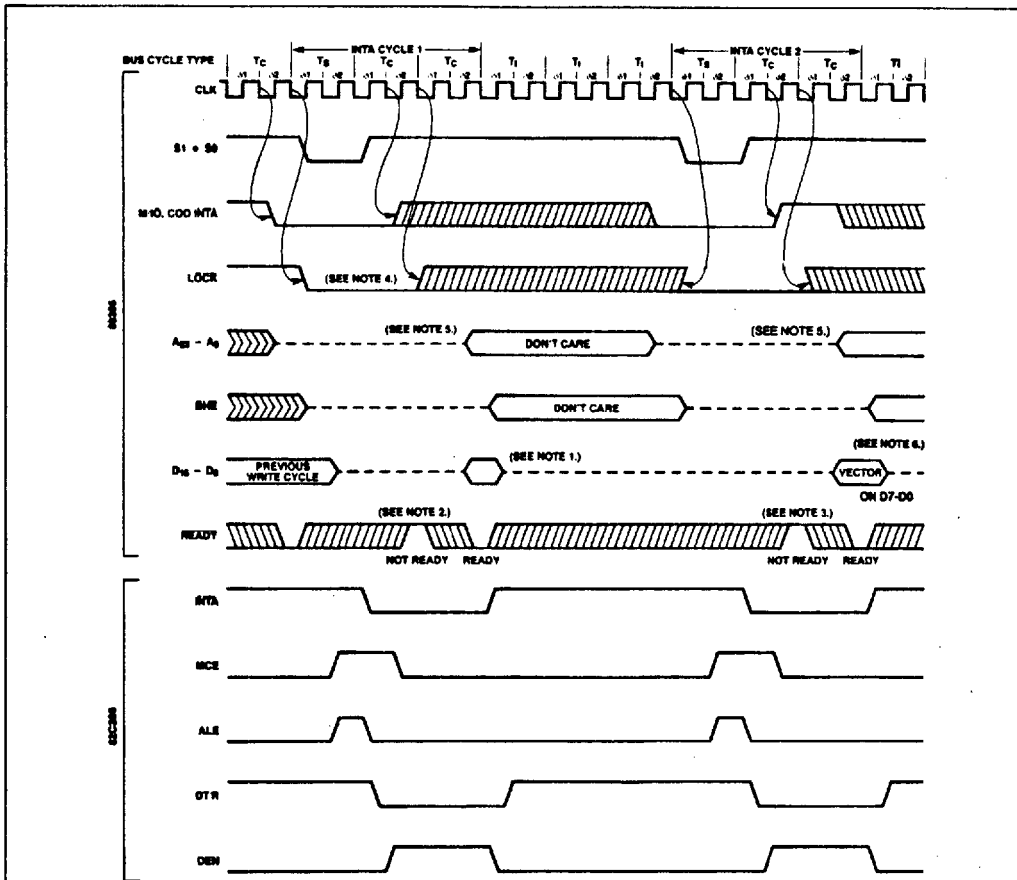 INTA CYCLE 1 INTA CYCLE 2
BUS CYCLE TYPE TC TS TC TC TI TI TI TS TC TC TI
CLK
S1 • S0
M/IO, COD INTA
LOCK
(SEE NOTE 4.)
(SEE NOTE 5.) (SEE NOTE 5.)
DON'T CARE
BHE
DON'T CARE
(SEE NOTE 6.)
PREVIOUS
WRITE CYCLE
(SEE NOTE 1.)
VECTOR
ON D7-D0
(SEE NOTE 2.) (SEE NOTE 3.)
READY
NOT READY READY NOT READY READY
INTA
MCE
ALE
DT/R
DEN
82C288